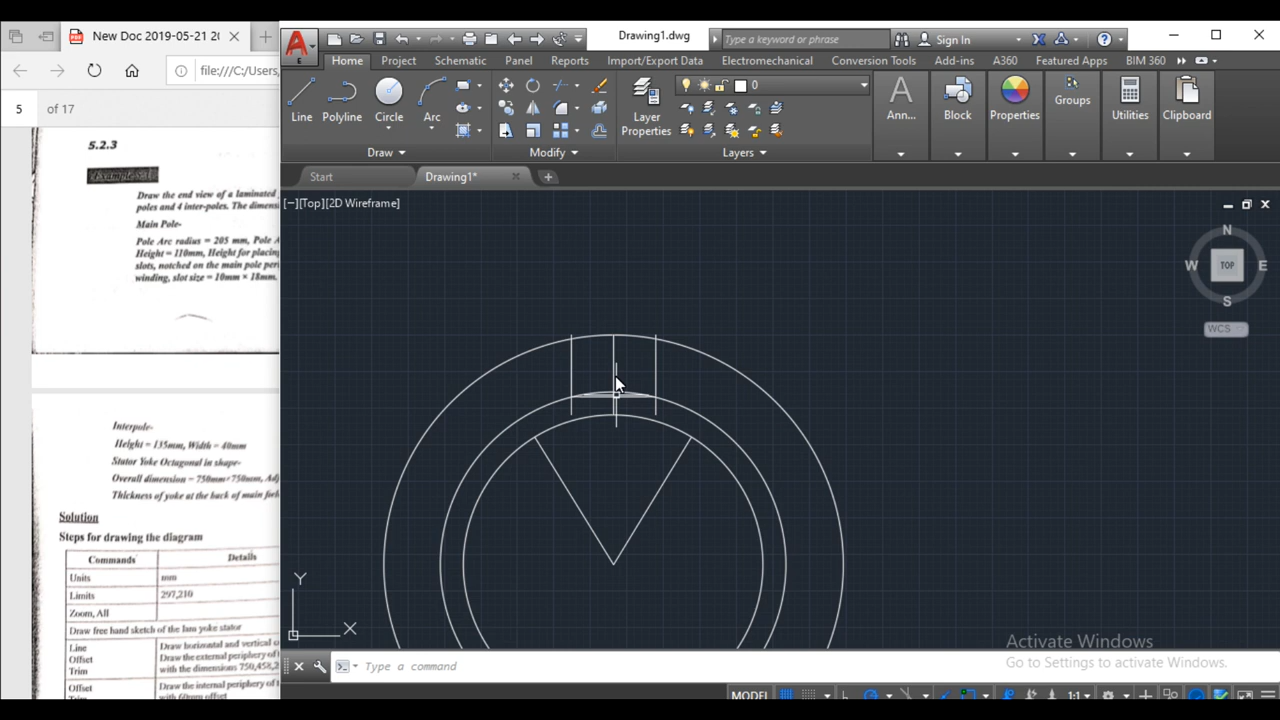 New Doc 2019-05-21 20
Drawing1.dwg
Type a keyword or phrase
Sign In
file:///C:/Users,
5 of 17
Home Project Schematic Panel Reports Import/Export Data Electromechanical Conversion Tools Add-ins A360 Featured Apps BIM 360
Line Polyline Circle Arc
Layer Properties
0
Ann... Block Properties Groups Utilities Clipboard
Draw Modify Layers
Start Drawing1*
[−][Top][2D Wireframe]
N
W TOP E
S
WCS
5.2.3
Draw the end view of a laminated
poles and 4 inter-poles. The dimensi
Main Pole-
Pole Arc radius = 205 mm, Pole A
Height = 110mm, Height for placing
slots, notched on the main pole peri
winding, slot size = 10mm × 18mm.
Interpole-
Height = 135mm, Width = 40mm
Stator Yoke Octagonal in shape-
Overall dimension = 750mm×750mm, Adj
Thickness of yoke at the back of main fiel
Solution
Steps for drawing the diagram
Commands Details
Units mm
Limits 297,210
Zoom, All
Draw free hand sketch of the lam yoke stator
Line Draw horizontal and vertical c
Offset Draw the external periphery of
Trim with the dimensions 750,458,2
Offset Draw the internal periphery of
with 60mm offset
Y
X
Activate Windows
Go to Settings to activate Windows.
Type a command
MODEL 1:1